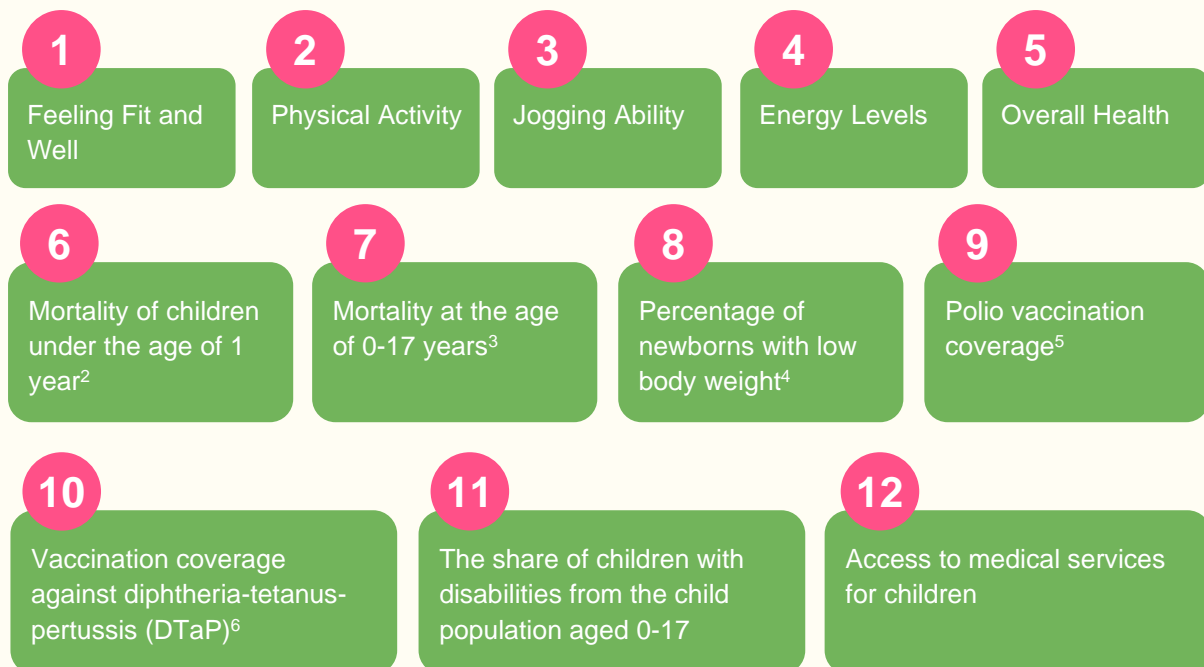 1
Feeling Fit and
Well
2
Physical Activity
3
Jogging Ability
4
Energy Levels
5
Overall Health
6
Mortality of children
under the age of 1
year²
7
Mortality at the age
of 0-17 years³
8
Percentage of
newborns with low
body weight⁴
9
Polio vaccination
coverage⁵
10
Vaccination coverage
against diphtheria-tetanus-
pertussis (DTaP)⁶
11
The share of children with
disabilities from the child
population aged 0-17
12
Access to medical services
for children